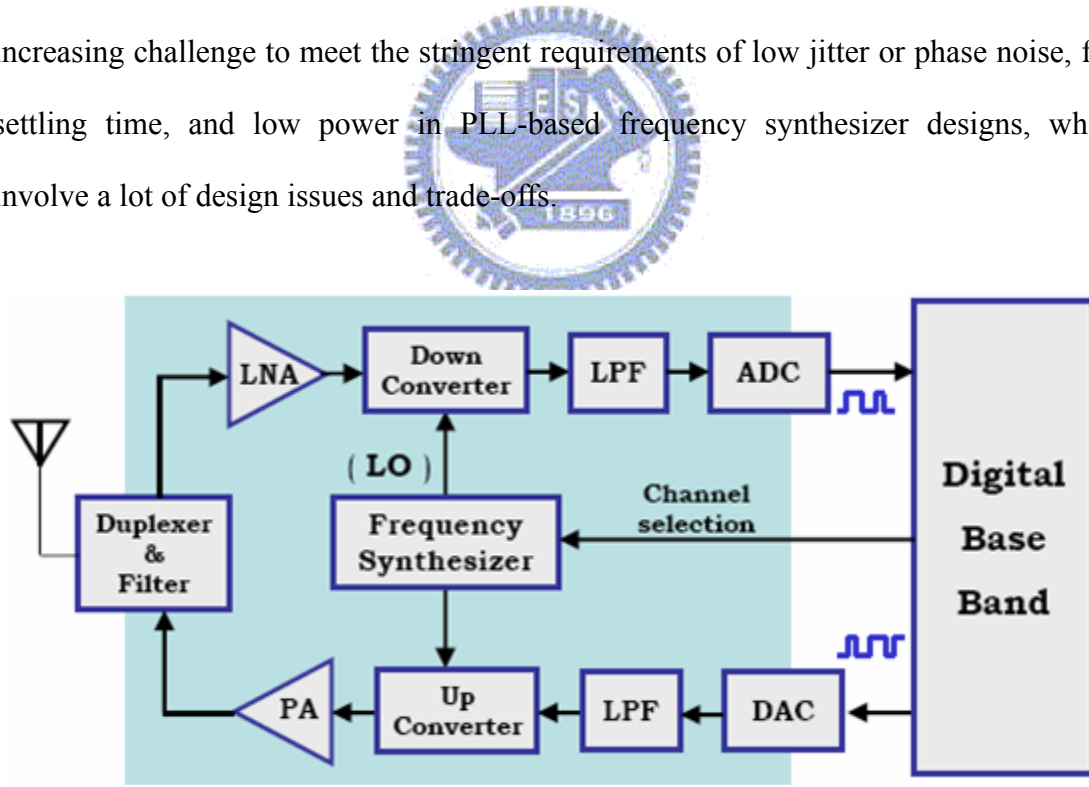 increasing challenge to meet the stringent requirements of low jitter or phase noise, f
settling time, and low power in PLL-based frequency synthesizer designs, wh
involve a lot of design issues and trade-offs.
E S A
1896
LNA
Down
Converter
LPF
ADC
( LO )
Channel
selection
Duplexer
&
Filter
Frequency
Synthesizer
Digital
Base
Band
PA
Up
Converter
LPF
DAC